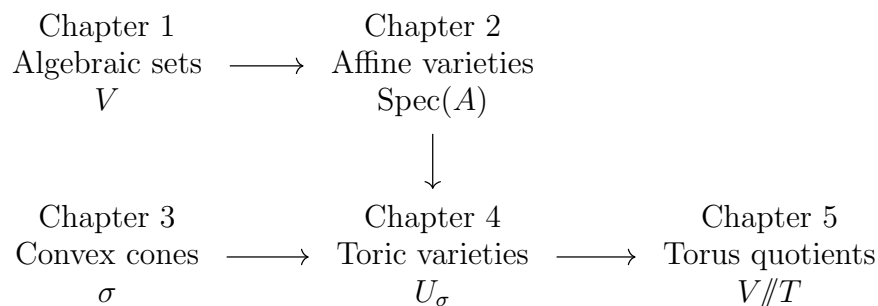 Chapter 1
Algebraic sets
V
Chapter 2
Affine varieties
Spec(A)
Chapter 3
Convex cones
σ
Chapter 4
Toric varieties
U_σ
Chapter 5
Torus quotients
V//T